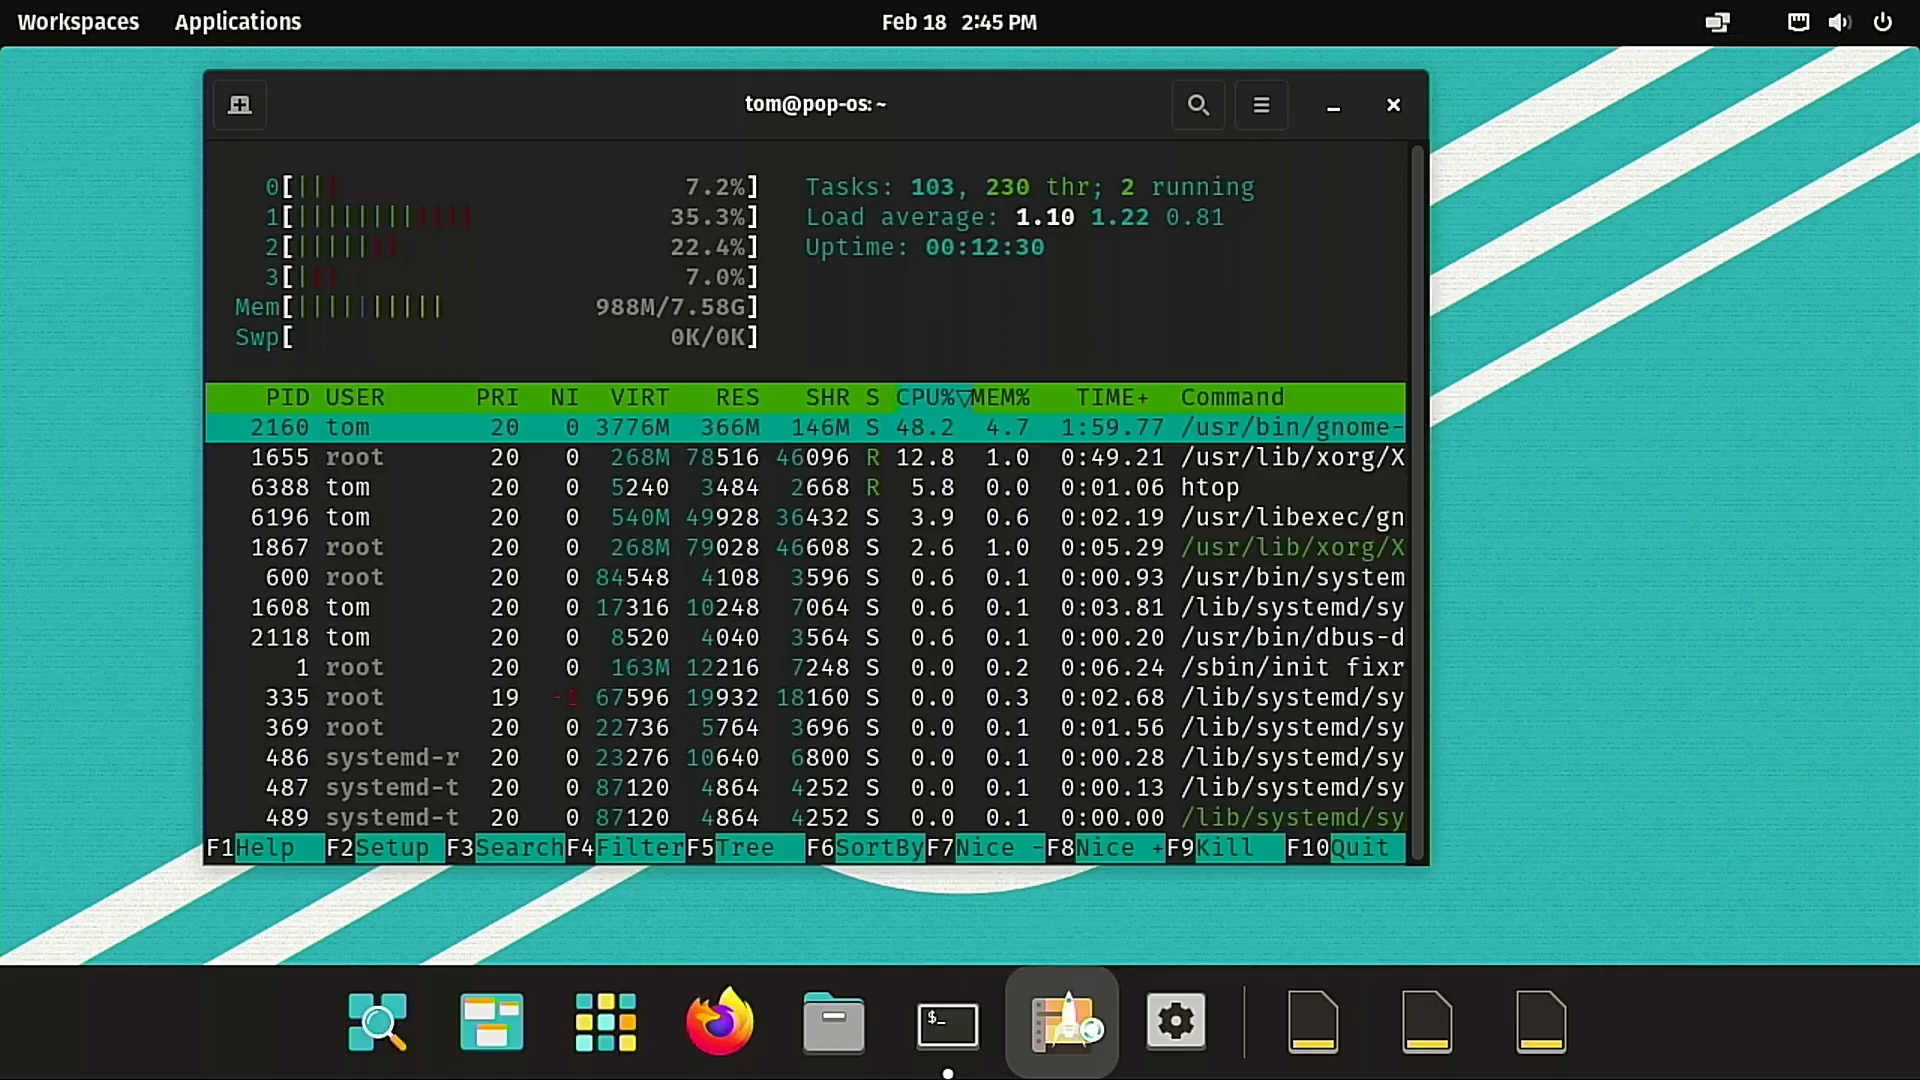 Workspaces Applications Feb 18 2:45 PM
tom@pop-os: ~
0[||| 7.2%] Tasks: 103, 230 thr; 2 running
1[|||||||||||| 35.3%] Load average: 1.10 1.22 0.81
2[||||||| 22.4%] Uptime: 00:12:30
3[||| 7.0%]
Mem[|||||||||| 988M/7.58G]
Swp[ 0K/0K]
PID USER PRI NI VIRT RES SHR S CPU%▽MEM% TIME+ Command
2160 tom 20 0 3776M 366M 146M S 48.2 4.7 1:59.77 /usr/bin/gnome-
1655 root 20 0 268M 78516 46096 R 12.8 1.0 0:49.21 /usr/lib/xorg/X
6388 tom 20 0 5240 3484 2668 R 5.8 0.0 0:01.06 htop
6196 tom 20 0 540M 49928 36432 S 3.9 0.6 0:02.19 /usr/libexec/gn
1867 root 20 0 268M 79028 46608 S 2.6 1.0 0:05.29 /usr/lib/xorg/X
600 root 20 0 84548 4108 3596 S 0.6 0.1 0:00.93 /usr/bin/system
1608 tom 20 0 17316 10248 7064 S 0.6 0.1 0:03.81 /lib/systemd/sy
2118 tom 20 0 8520 4040 3564 S 0.6 0.1 0:00.20 /usr/bin/dbus-d
1 root 20 0 163M 12216 7248 S 0.0 0.2 0:06.24 /sbin/init fixr
335 root 19 -1 67596 19932 18160 S 0.0 0.3 0:02.68 /lib/systemd/sy
369 root 20 0 22736 5764 3696 S 0.0 0.1 0:01.56 /lib/systemd/sy
486 systemd-r 20 0 23276 10640 6800 S 0.0 0.1 0:00.28 /lib/systemd/sy
487 systemd-t 20 0 87120 4864 4252 S 0.0 0.1 0:00.13 /lib/systemd/sy
489 systemd-t 20 0 87120 4864 4252 S 0.0 0.1 0:00.00 /lib/systemd/sy
F1Help F2Setup F3SearchF4FilterF5Tree F6SortByF7Nice -F8Nice +F9Kill F10Quit
$_